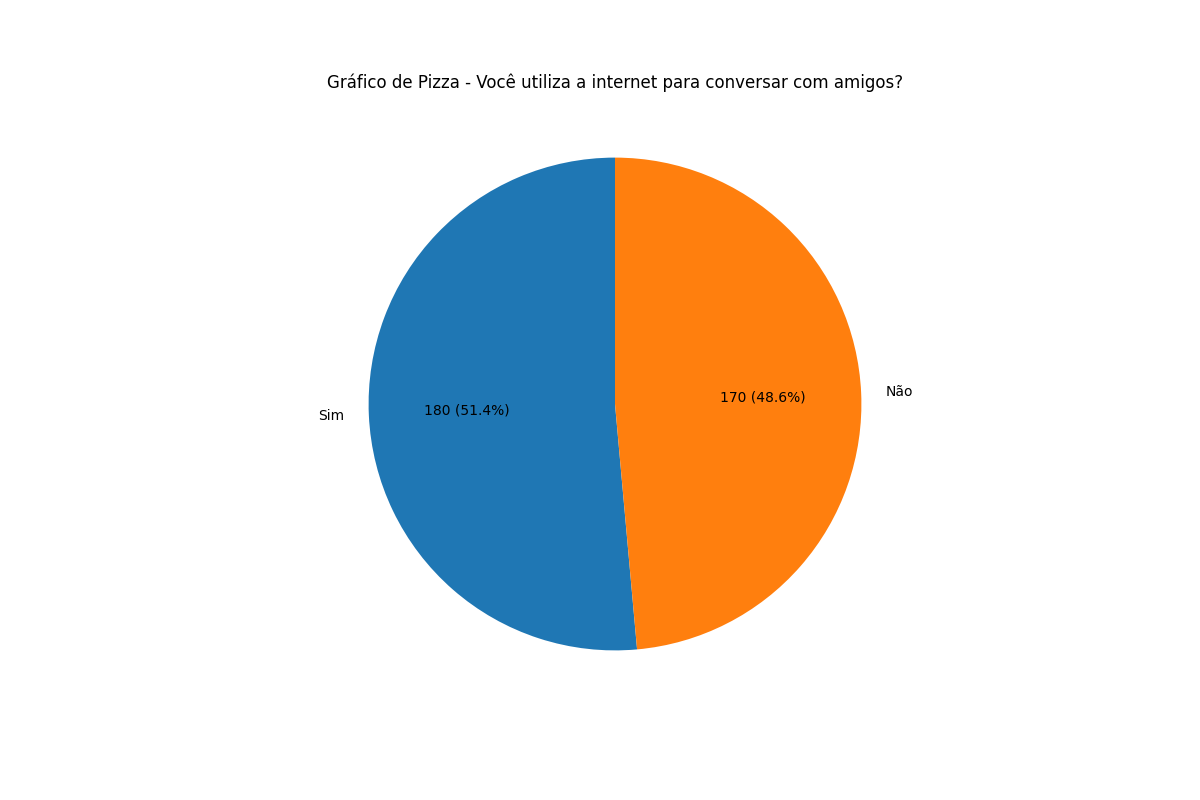 Gráfico de Pizza - Você utiliza a internet para conversar com amigos?
Não
170 (48.6%)
180 (51.4%)
Sim